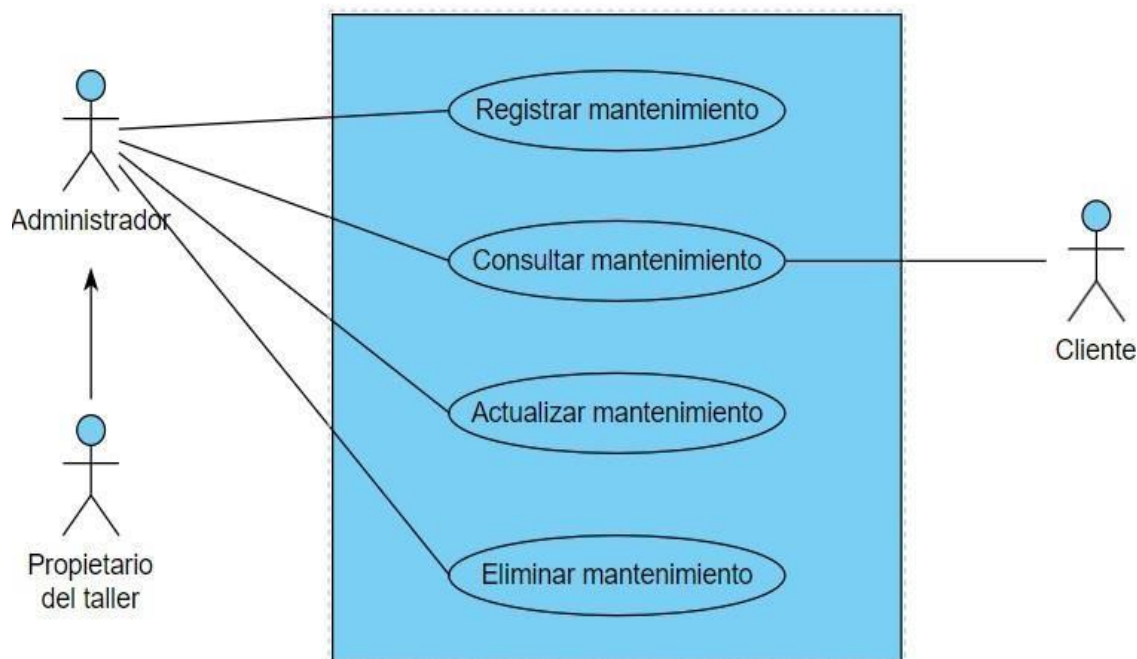 Registrar mantenimiento
Administrador
Consultar mantenimiento
Cliente
Actualizar mantenimiento
Propietario
del taller
Eliminar mantenimiento